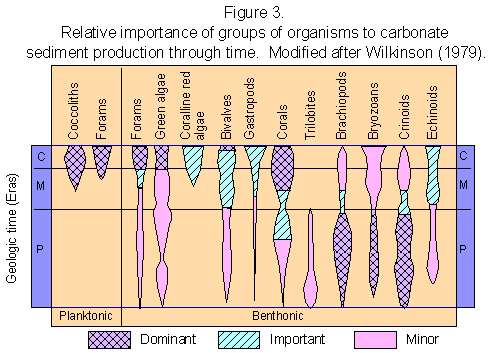 Figure 3.
Relative importance of groups of organisms to carbonate
sediment production through time. Modified after Wilkinson (1979).
Coccoliths
Forams
Forams
Green algae
Coralline red
algae
Bivalves
Gastropods
Corals
Trilobites
Brachiopods
Bryozoans
Crinoids
Echinoids
Geologic time (Eras)
C
M
P
C
M
P
Planktonic
Benthonic
Dominant
Important
Minor